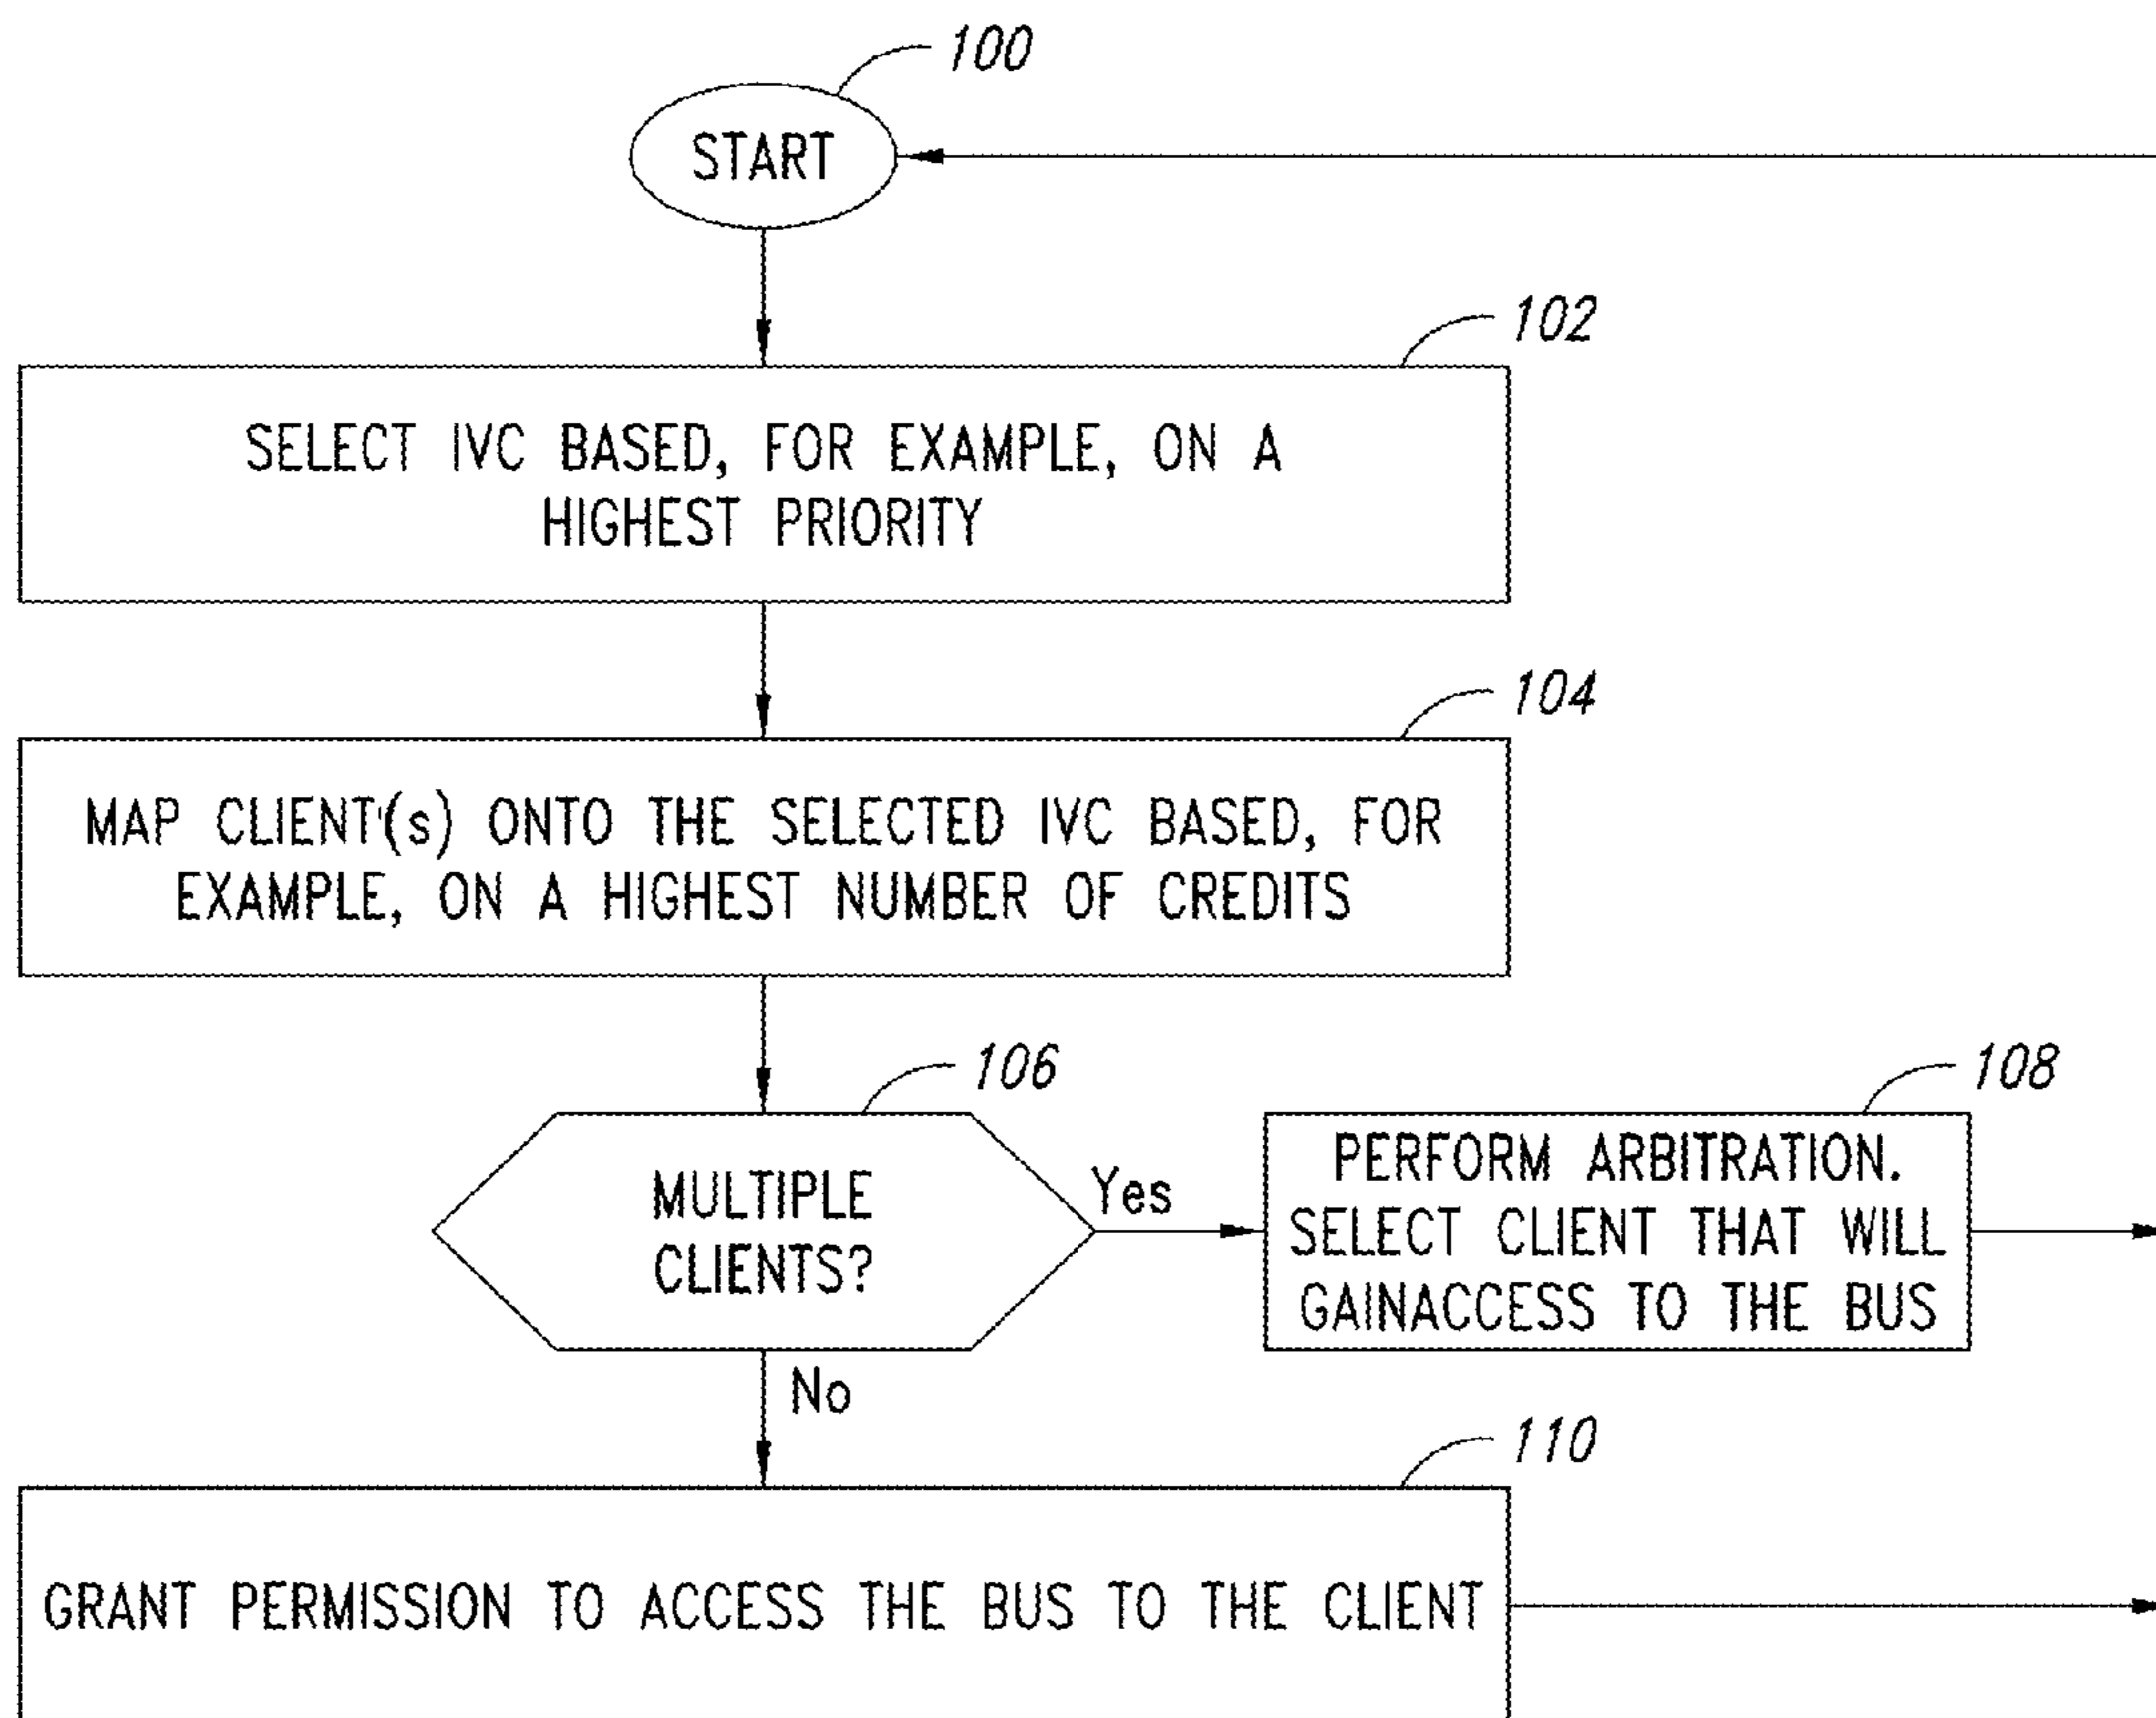 100
START
102
SELECT IVC BASED, FOR EXAMPLE, ON A
HIGHEST PRIORITY
104
MAP CLIENT(s) ONTO THE SELECTED IVC BASED, FOR
EXAMPLE, ON A HIGHEST NUMBER OF CREDITS
106
MULTIPLE
CLIENTS?
Yes
108
PERFORM ARBITRATION.
SELECT CLIENT THAT WILL
GAINACCESS TO THE BUS
No
110
GRANT PERMISSION TO ACCESS THE BUS TO THE CLIENT